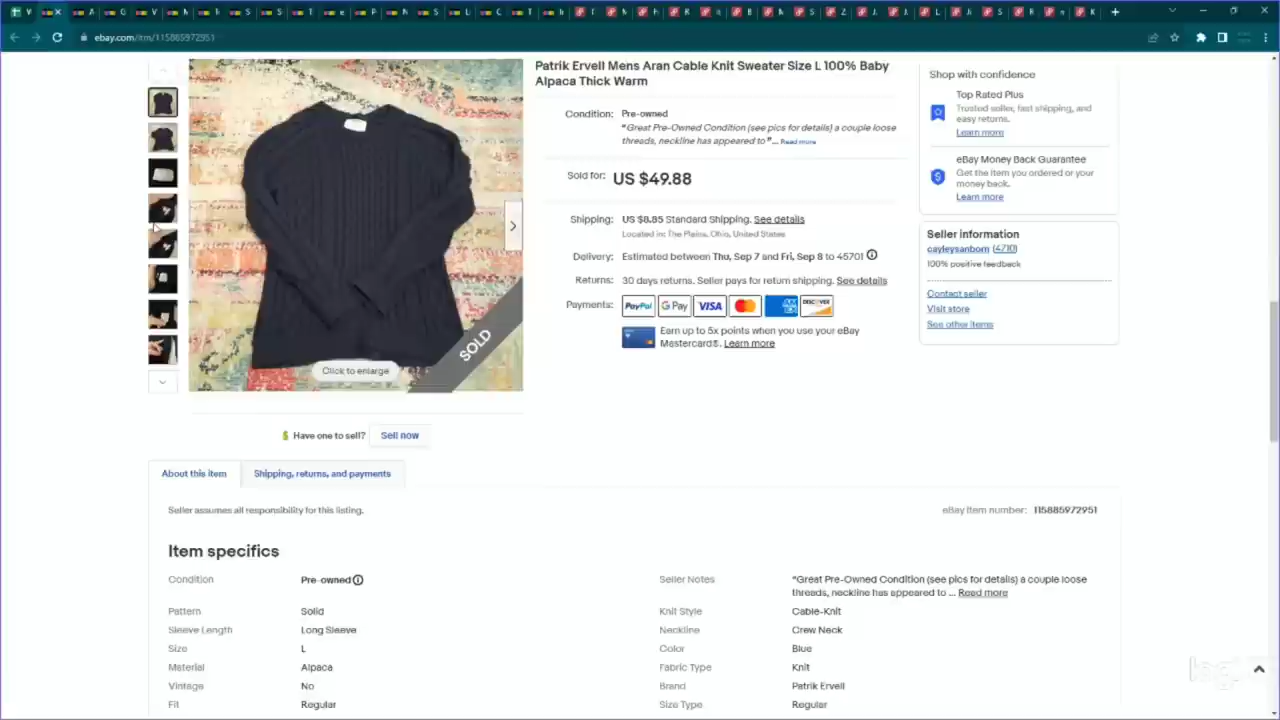 ebay.com/itm/115885972951
Patrik Ervell Mens Aran Cable Knit Sweater Size L 100% Baby
Alpaca Thick Warm
Condition: Pre-owned
"Great Pre-Owned Condition (see pics for details) a couple loose
threads, neckline has appeared to"... Read more
Sold for: US $49.88
Shipping: US $8.85 Standard Shipping. See details
Located in: The Plains, Ohio, United States
Delivery: Estimated between Thu, Sep 7 and Fri, Sep 8 to 45701
Returns: 30 days returns. Seller pays for return shipping. See details
Payments: PayPal G Pay VISA mastercard DISCOVER
Earn up to 5x points when you use your eBay
Mastercard®. Learn more
Shop with confidence
Top Rated Plus
Trusted seller, fast shipping, and
easy returns.
Learn more
eBay Money Back Guarantee
Get the item you ordered or your
money back.
Learn more
Seller information
cayleysanborn (4710)
100% positive feedback
Contact seller
Visit store
See other items
SOLD
Click to enlarge
Have one to sell? Sell now
About this item Shipping, returns, and payments
Seller assumes all responsibility for this listing.
eBay item number: 115885972951
Item specifics
Condition Pre-owned
Seller Notes "Great Pre-Owned Condition (see pics for details) a couple loose
threads, neckline has appeared to ... Read more
Pattern Solid
Knit Style Cable-Knit
Sleeve Length Long Sleeve
Neckline Crew Neck
Size L
Color Blue
Material Alpaca
Fabric Type Knit
Vintage No
Brand Patrik Ervell
Fit Regular
Size Type Regular